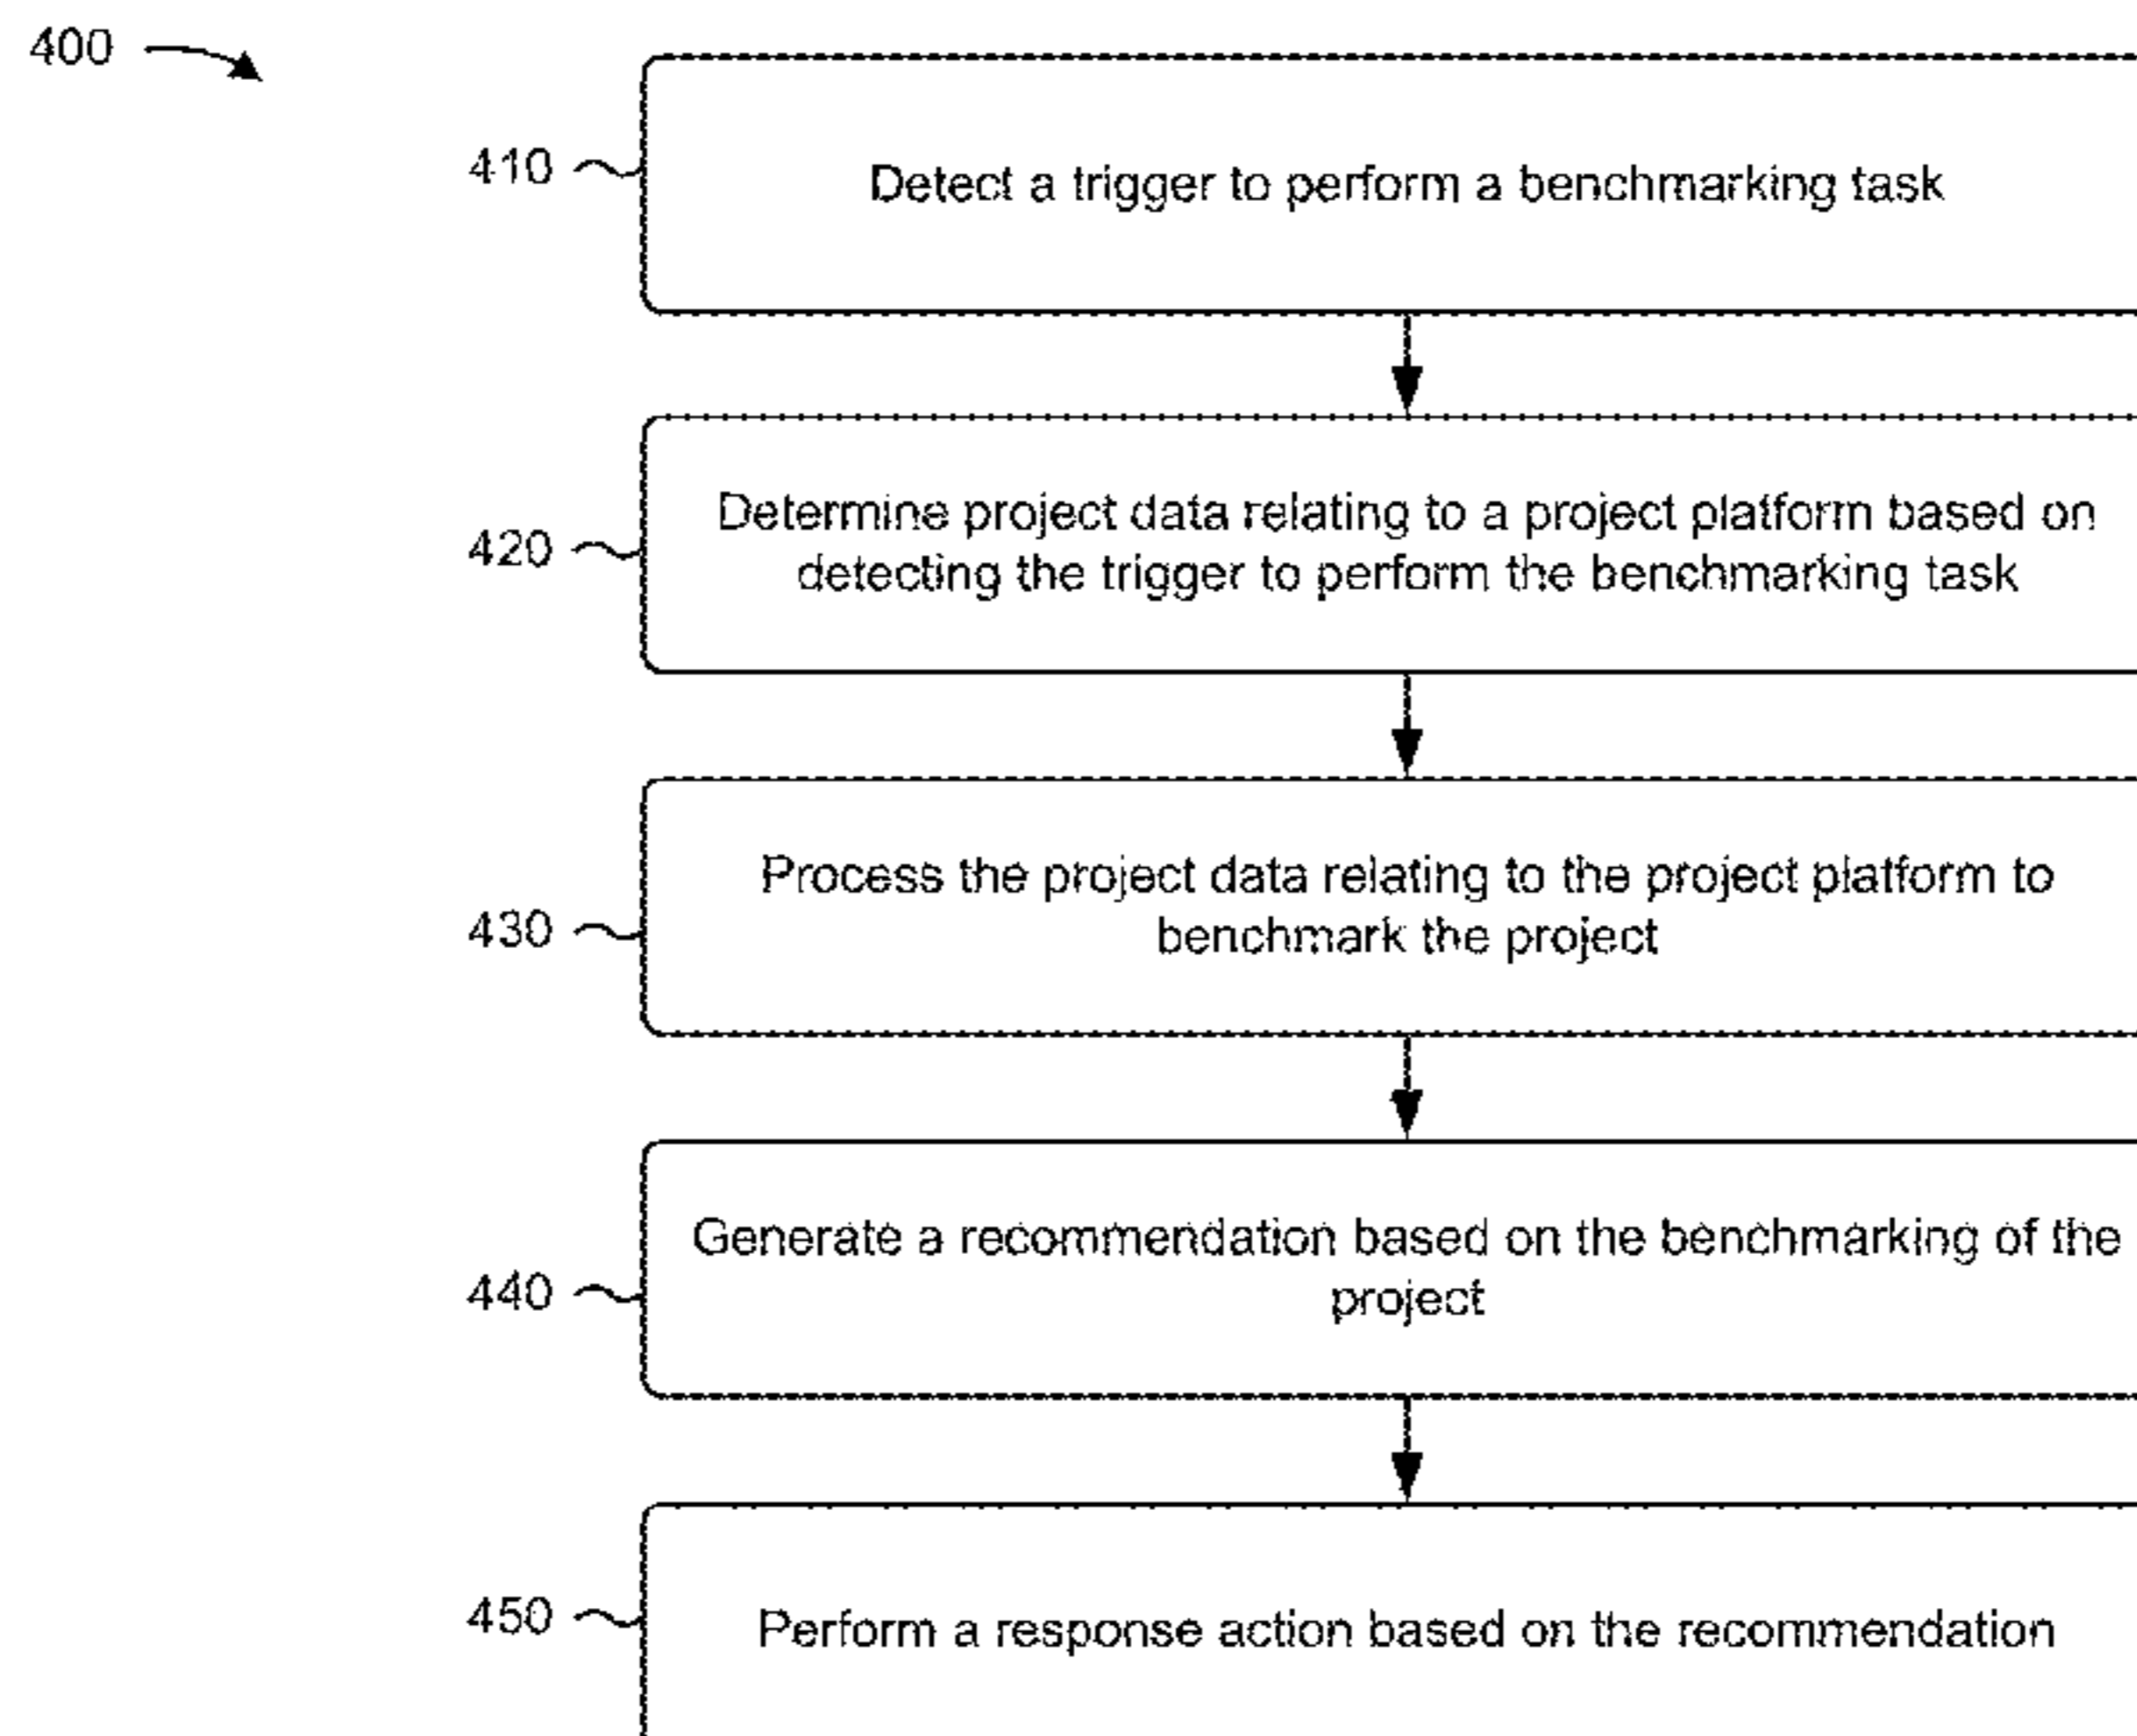 400
410
Detect a trigger to perform a benchmarking task
420
Determine project data relating to a project platform based on
detecting the trigger to perform the benchmarking task
430
Process the project data relating to the project platform to
benchmark the project
440
Generate a recommendation based on the benchmarking of the
project
450
Perform a response action based on the recommendation